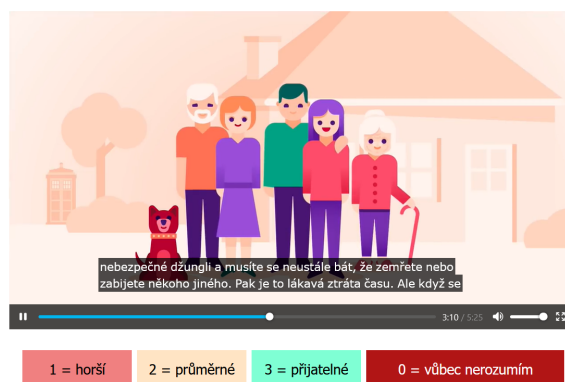 nebezpečné džungli a musíte se neustále bát, že zemřete nebo
zabijete někoho jiného. Pak je to lákavá ztráta času. Ale když se
3:10 / 5:25
1 = horší
2 = průměrné
3 = přijatelné
0 = vůbec nerozumím